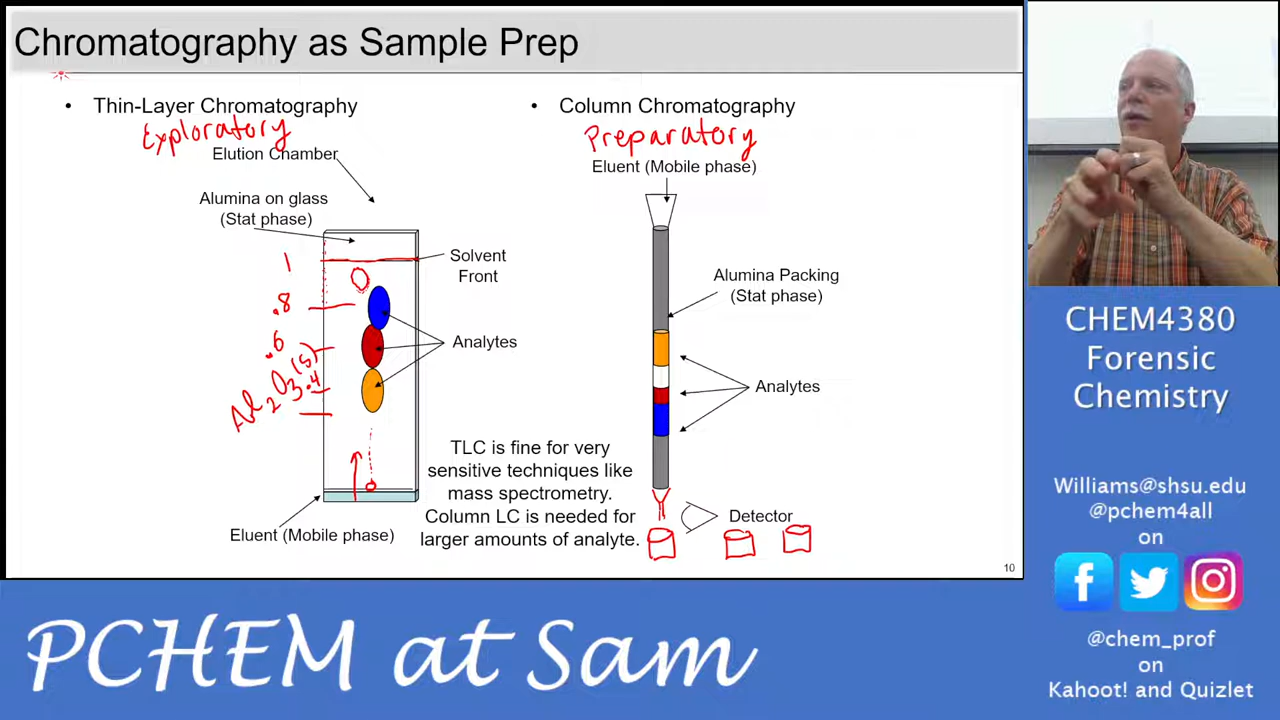 Chromatography as Sample Prep
• Thin-Layer Chromatography
Exploratory
Elution Chamber
Alumina on glass
(Stat phase)
1
.8
.6
.4
Al2O3(s)
Solvent
Front
Analytes
Eluent (Mobile phase)
TLC is fine for very
sensitive techniques like
mass spectrometry.
Column LC is needed for
larger amounts of analyte.
• Column Chromatography
Preparatory
Eluent (Mobile phase)
Alumina Packing
(Stat phase)
Analytes
Detector
10
CHEM4380
Forensic
Chemistry
Williams@shsu.edu
@pchem4all
on
@chem_prof
on
Kahoot! and Quizlet
PCHEM at Sam